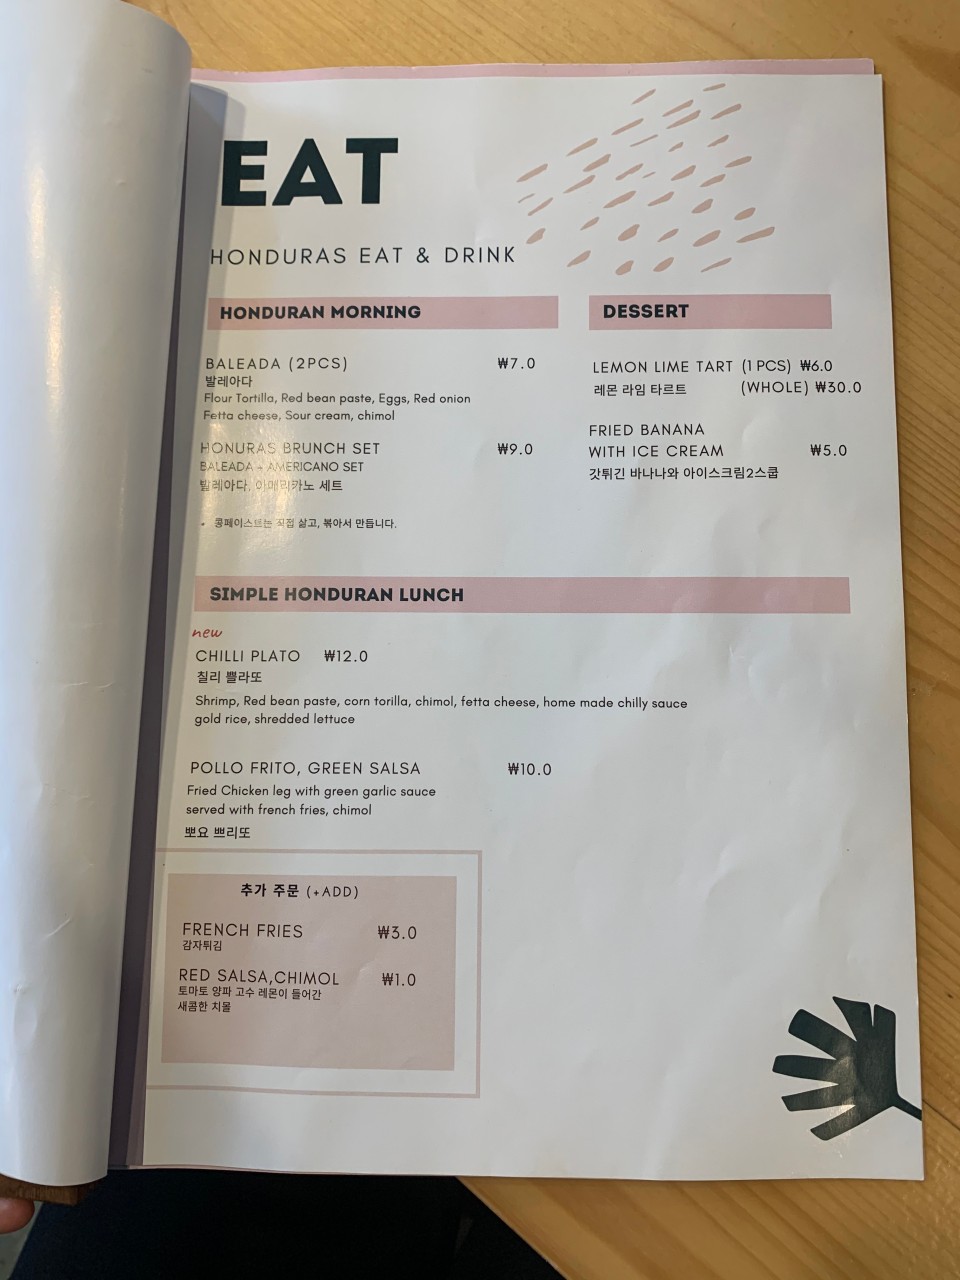 EAT
HONDURAS EAT & DRINK
HONDURAN MORNING
BALEADA (2PCS) ₩7.0
발레아다
Flour Tortilla, Red bean paste, Eggs, Red onion
Fetta cheese, Sour cream, chimol
HONURAS BRUNCH SET ₩9.0
BALEADA + AMERICANO SET
발레아다, 아메리카노 세트
• 콩페이스트는 직접 삶고, 볶아서 만듭니다.
DESSERT
LEMON LIME TART (1 PCS) ₩6.0
레몬 라임 타르트 (WHOLE) ₩30.0
FRIED BANANA
WITH ICE CREAM ₩5.0
갓튀긴 바나나와 아이스크림2스쿱
SIMPLE HONDURAN LUNCH
new
CHILLI PLATO ₩12.0
칠리 쁠라또
Shrimp, Red bean paste, corn torilla, chimol, fetta cheese, home made chilly sauce
gold rice, shredded lettuce
POLLO FRITO, GREEN SALSA ₩10.0
Fried Chicken leg with green garlic sauce
served with french fries, chimol
뽀요 쁘리또
추가 주문 (+ADD)
FRENCH FRIES ₩3.0
감자튀김
RED SALSA,CHIMOL ₩1.0
토마토 양파 고수 레몬이 들어간
새콤한 치몰